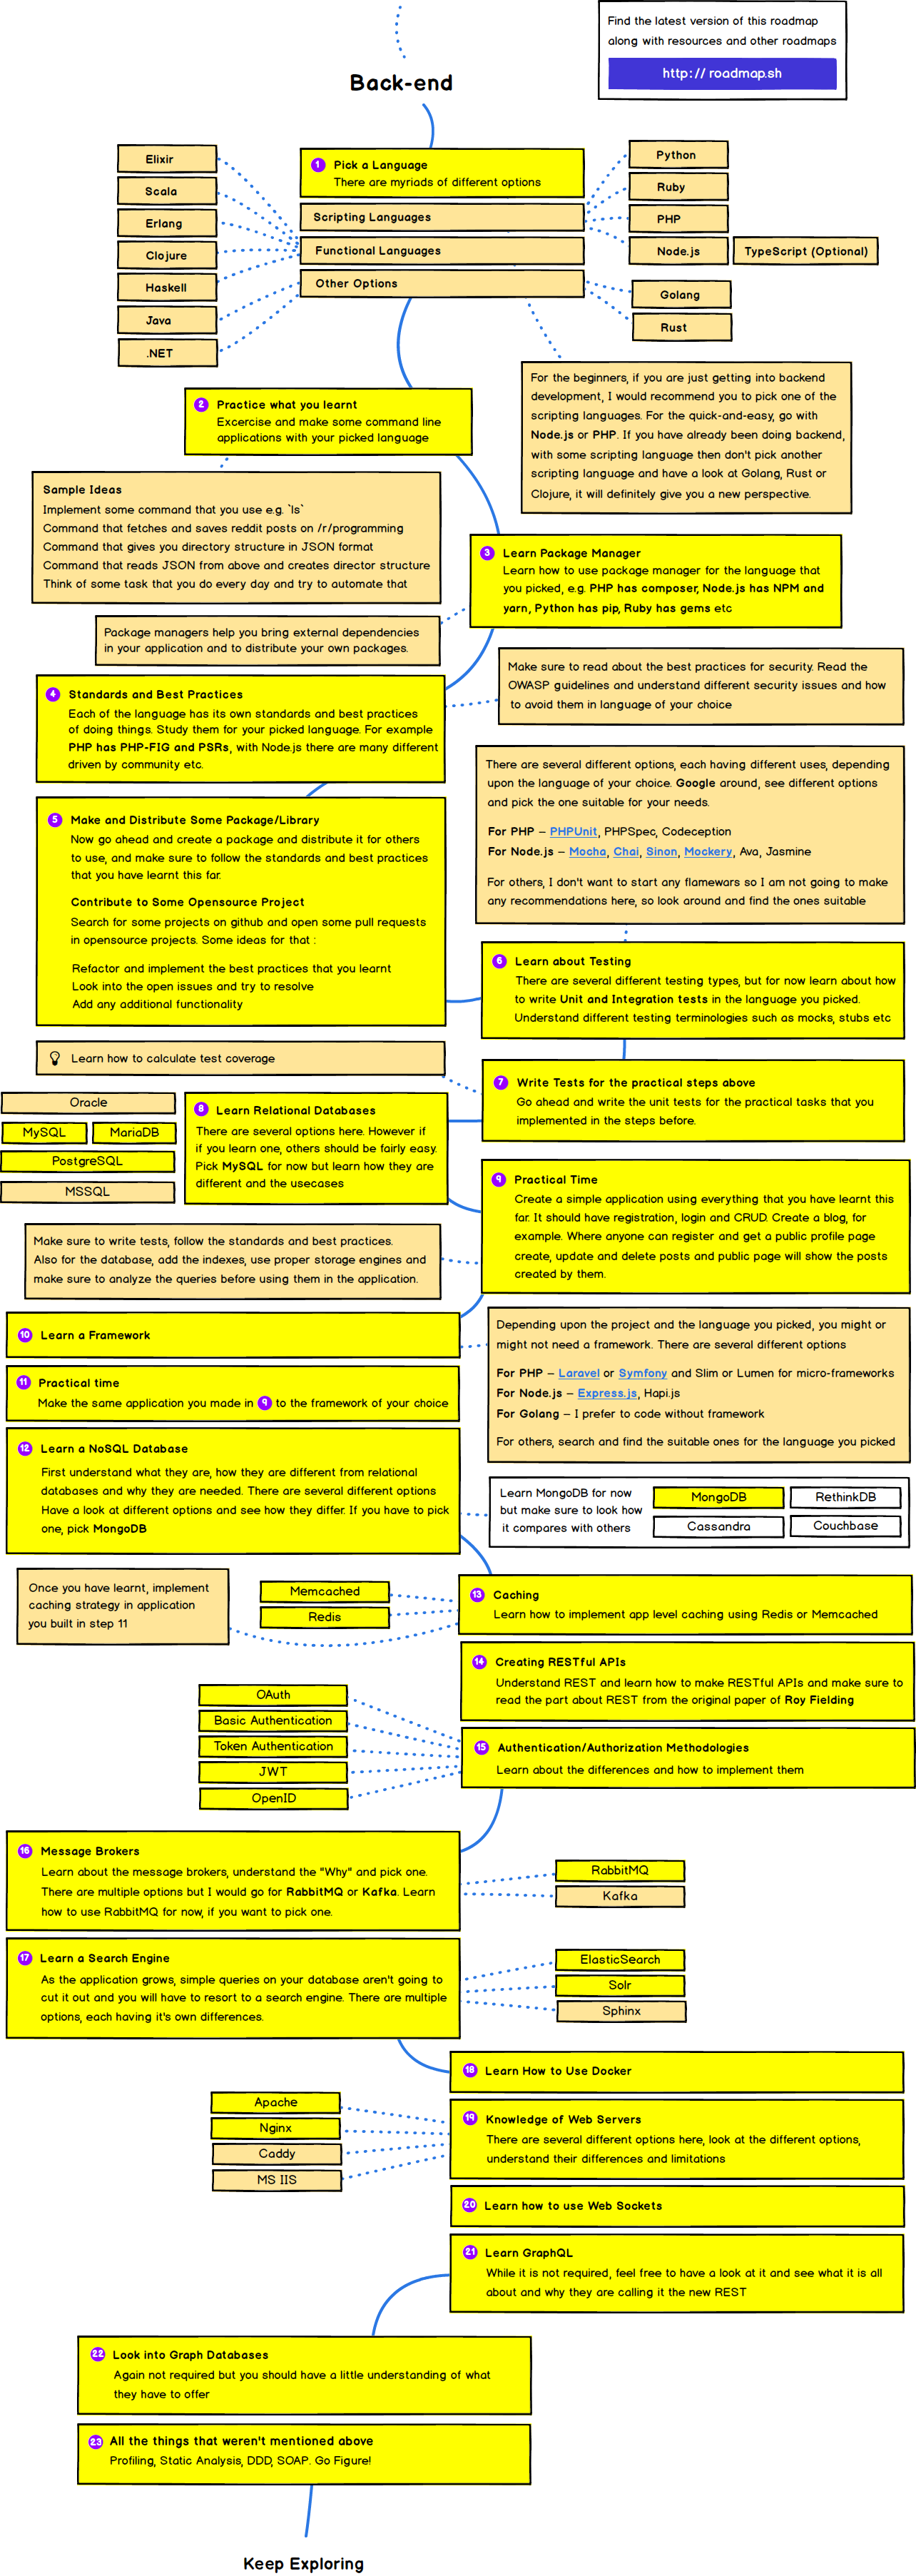 Find the latest version of this roadmap
along with resources and other roadmaps
http://roadmap.sh
Back-end
1 Pick a Language
There are myriads of different options
Scripting Languages
Functional Languages
Other Options
Elixir
Scala
Erlang
Clojure
Haskell
Java
.NET
Python
Ruby
PHP
Node.js
TypeScript (Optional)
Golang
Rust
For the beginners, if you are just getting into backend
development, I would recommend you to pick one of the
scripting languages. For the quick-and-easy, go with
Node.js or PHP. If you have already been doing backend,
with some scripting language then don't pick another
scripting language and have a look at Golang, Rust or
Clojure, it will definitely give you a new perspective.
2 Practice what you learnt
Excercise and make some command line
applications with your picked language
Sample Ideas
Implement some command that you use e.g. `ls`
Command that fetches and saves reddit posts on /r/programming
Command that gives you directory structure in JSON format
Command that reads JSON from above and creates director structure
Think of some task that you do every day and try to automate that
3 Learn Package Manager
Learn how to use package manager for the language that
you picked, e.g. PHP has composer, Node.js has NPM and
yarn, Python has pip, Ruby has gems etc
Package managers help you bring external dependencies
in your application and to distribute your own packages.
4 Standards and Best Practices
Each of the language has its own standards and best practices
of doing things. Study them for your picked language. For example
PHP has PHP-FIG and PSRs, with Node.js there are many different
driven by community etc.
Make sure to read about the best practices for security. Read the
OWASP guidelines and understand different security issues and how
to avoid them in language of your choice
5 Make and Distribute Some Package/Library
Now go ahead and create a package and distribute it for others
to use, and make sure to follow the standards and best practices
that you have learnt this far.
Contribute to Some Opensource Project
Search for some projects on github and open some pull requests
in opensource projects. Some ideas for that :
Refactor and implement the best practices that you learnt
Look into the open issues and try to resolve
Add any additional functionality
There are several different options, each having different uses, depending
upon the language of your choice. Google around, see different options
and pick the one suitable for your needs.
For PHP – PHPUnit, PHPSpec, Codeception
For Node.js – Mocha, Chai, Sinon, Mockery, Ava, Jasmine
For others, I don't want to start any flamewars so I am not going to make
any recommendations here, so look around and find the ones suitable
6 Learn about Testing
There are several different testing types, but for now learn about how
to write Unit and Integration tests in the language you picked.
Understand different testing terminologies such as mocks, stubs etc
Learn how to calculate test coverage
7 Write Tests for the practical steps above
Go ahead and write the unit tests for the practical tasks that you
implemented in the steps before.
Oracle
MySQL
MariaDB
PostgreSQL
MSSQL
8 Learn Relational Databases
There are several options here. However if
if you learn one, others should be fairly easy.
Pick MySQL for now but learn how they are
different and the usecases
9 Practical Time
Create a simple application using everything that you have learnt this
far. It should have registration, login and CRUD. Create a blog, for
example. Where anyone can register and get a public profile page
create, update and delete posts and public page will show the posts
created by them.
Make sure to write tests, follow the standards and best practices.
Also for the database, add the indexes, use proper storage engines and
make sure to analyze the queries before using them in the application.
10 Learn a Framework
Depending upon the project and the language you picked, you might or
might not need a framework. There are several different options
For PHP – Laravel or Symfony and Slim or Lumen for micro-frameworks
For Node.js – Express.js, Hapi.js
For Golang – I prefer to code without framework
For others, search and find the suitable ones for the language you picked
11 Practical time
Make the same application you made in 9 to the framework of your choice
12 Learn a NoSQL Database
First understand what they are, how they are different from relational
databases and why they are needed. There are several different options
Have a look at different options and see how they differ. If you have to pick
one, pick MongoDB
Learn MongoDB for now
but make sure to look how
it compares with others
MongoDB
RethinkDB
Cassandra
Couchbase
Once you have learnt, implement
caching strategy in application
you built in step 11
Memcached
Redis
13 Caching
Learn how to implement app level caching using Redis or Memcached
14 Creating RESTful APIs
Understand REST and learn how to make RESTful APIs and make sure to
read the part about REST from the original paper of Roy Fielding
OAuth
Basic Authentication
Token Authentication
JWT
OpenID
15 Authentication/Authorization Methodologies
Learn about the differences and how to implement them
16 Message Brokers
Learn about the message brokers, understand the "Why" and pick one.
There are multiple options but I would go for RabbitMQ or Kafka. Learn
how to use RabbitMQ for now, if you want to pick one.
RabbitMQ
Kafka
17 Learn a Search Engine
As the application grows, simple queries on your database aren't going to
cut it out and you will have to resort to a search engine. There are multiple
options, each having it's own differences.
ElasticSearch
Solr
Sphinx
18 Learn How to Use Docker
Apache
Nginx
Caddy
MS IIS
19 Knowledge of Web Servers
There are several different options here, look at the different options,
understand their differences and limitations
20 Learn how to use Web Sockets
21 Learn GraphQL
While it is not required, feel free to have a look at it and see what it is all
about and why they are calling it the new REST
22 Look into Graph Databases
Again not required but you should have a little understanding of what
they have to offer
23 All the things that weren't mentioned above
Profiling, Static Analysis, DDD, SOAP. Go Figure!
Keep Exploring